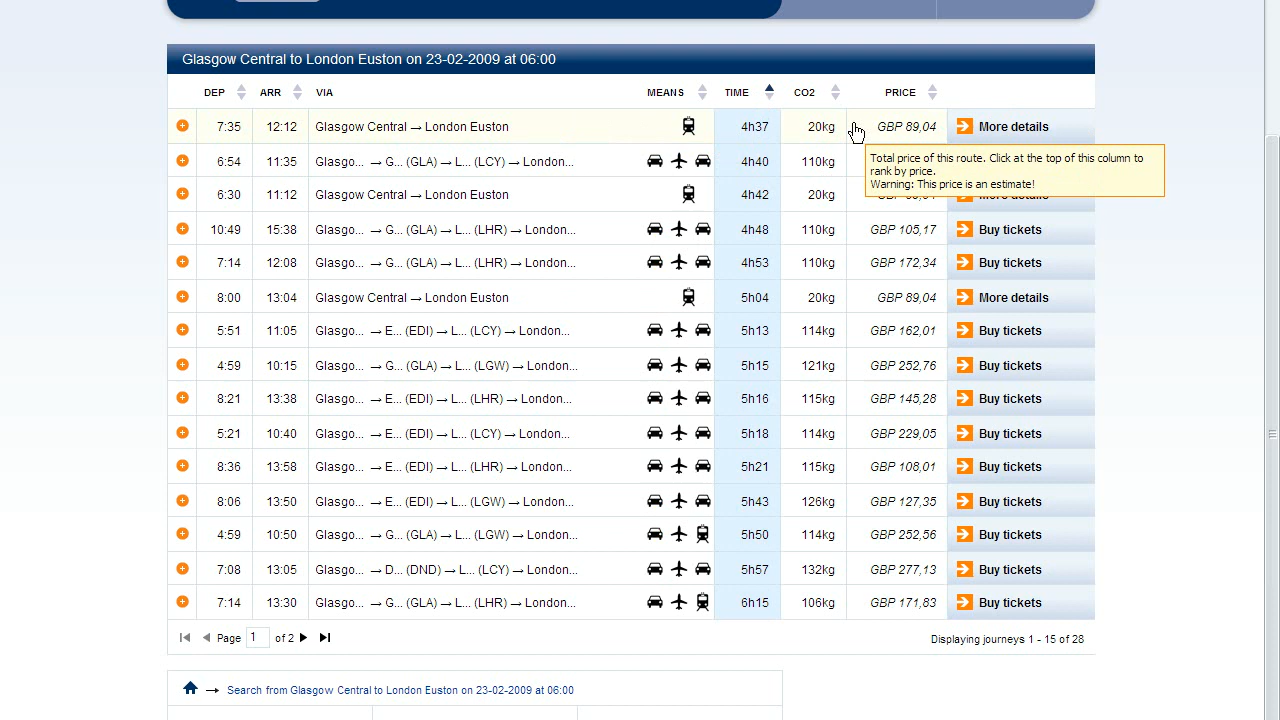 Glasgow Central to London Euston on 23-02-2009 at 06:00
DEP ARR VIA MEANS TIME CO2 PRICE
7:35 12:12 Glasgow Central → London Euston 4h37 20kg GBP 89,04 More details
6:54 11:35 Glasgo... → G... (GLA) → L... (LCY) → London... 4h40 110kg
Total price of this route. Click at the top of this column to
rank by price.
Warning: This price is an estimate!
6:30 11:12 Glasgow Central → London Euston 4h42 20kg More details
10:49 15:38 Glasgo... → G... (GLA) → L... (LHR) → London... 4h48 110kg GBP 105,17 Buy tickets
7:14 12:08 Glasgo... → G... (GLA) → L... (LHR) → London... 4h53 110kg GBP 172,34 Buy tickets
8:00 13:04 Glasgow Central → London Euston 5h04 20kg GBP 89,04 More details
5:51 11:05 Glasgo... → E... (EDI) → L... (LCY) → London... 5h13 114kg GBP 162,01 Buy tickets
4:59 10:15 Glasgo... → G... (GLA) → L... (LGW) → London... 5h15 121kg GBP 252,76 Buy tickets
8:21 13:38 Glasgo... → E... (EDI) → L... (LHR) → London... 5h16 115kg GBP 145,28 Buy tickets
5:21 10:40 Glasgo... → E... (EDI) → L... (LCY) → London... 5h18 114kg GBP 229,05 Buy tickets
8:36 13:58 Glasgo... → E... (EDI) → L... (LHR) → London... 5h21 115kg GBP 108,01 Buy tickets
8:06 13:50 Glasgo... → E... (EDI) → L... (LGW) → London... 5h43 126kg GBP 127,35 Buy tickets
4:59 10:50 Glasgo... → G... (GLA) → L... (LGW) → London... 5h50 114kg GBP 252,56 Buy tickets
7:08 13:05 Glasgo... → D... (DND) → L... (LCY) → London... 5h57 132kg GBP 277,13 Buy tickets
7:14 13:30 Glasgo... → G... (GLA) → L... (LHR) → London... 6h15 106kg GBP 171,83 Buy tickets
Page 1 of 2 Displaying journeys 1 - 15 of 28
→ Search from Glasgow Central to London Euston on 23-02-2009 at 06:00